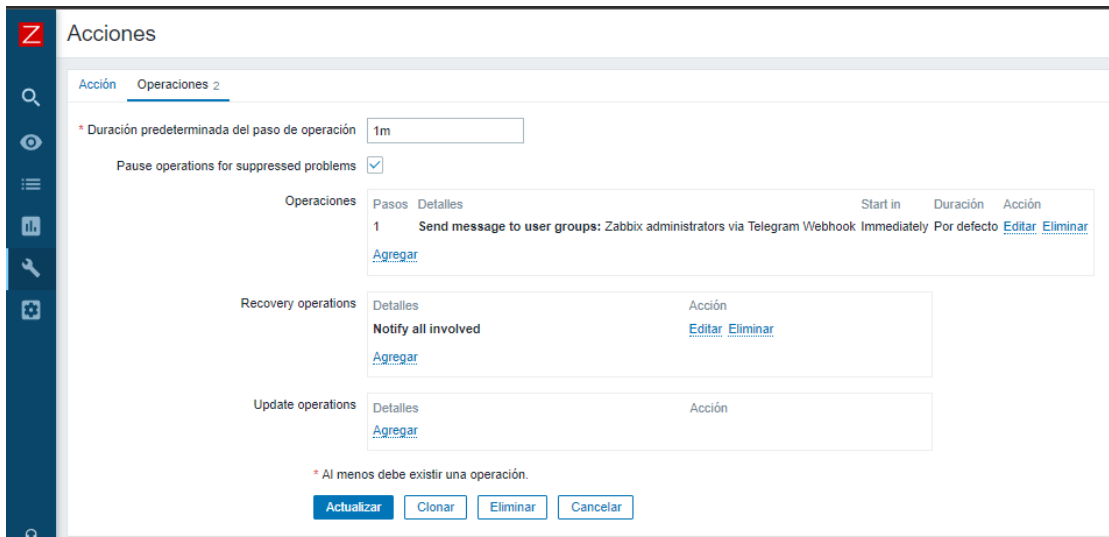 Z
Acciones
Acción Operaciones 2
* Duración predeterminada del paso de operación 1m
Pause operations for suppressed problems
Operaciones Pasos Detalles Start in Duración Acción
1 Send message to user groups: Zabbix administrators via Telegram Webhook Immediately Por defecto Editar Eliminar
Agregar
Recovery operations Detalles Acción
Notify all involved Editar Eliminar
Agregar
Update operations Detalles Acción
Agregar
* Al menos debe existir una operación.
Actualizar Clonar Eliminar Cancelar